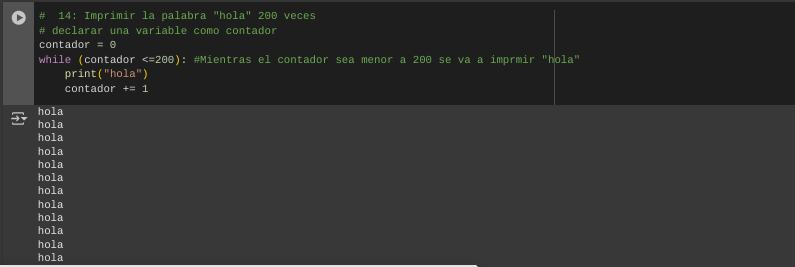 #  14: Imprimir la palabra "hola" 200 veces
# declarar una variable como contador
contador = 0
while (contador <=200): #Mientras el contador sea menor a 200 se va a imprmir "hola"
    print("hola")
    contador += 1
hola
hola
hola
hola
hola
hola
hola
hola
hola
hola
hola
hola